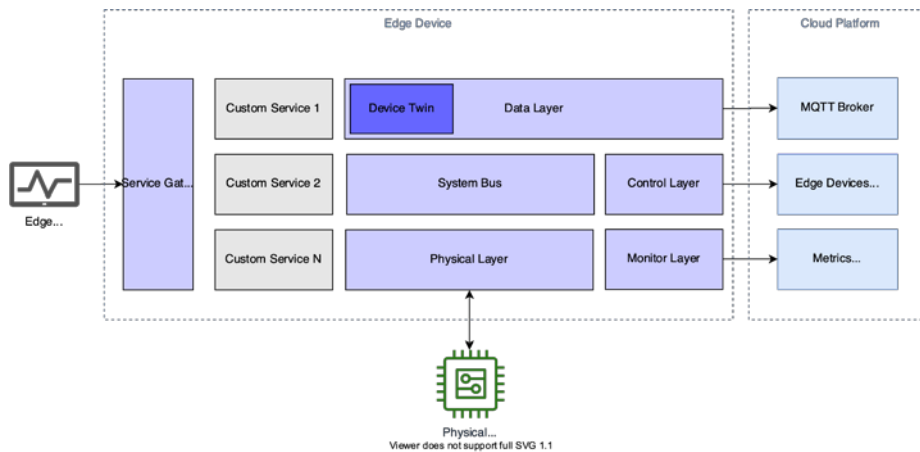 Edge Device
Cloud Platform
Custom Service 1
Device Twin
Data Layer
MQTT Broker
Service Gat...
Custom Service 2
System Bus
Control Layer
Edge Devices...
Edge...
Custom Service N
Physical Layer
Monitor Layer
Metrics...
Physical...
Viewer does not support full SVG 1.1